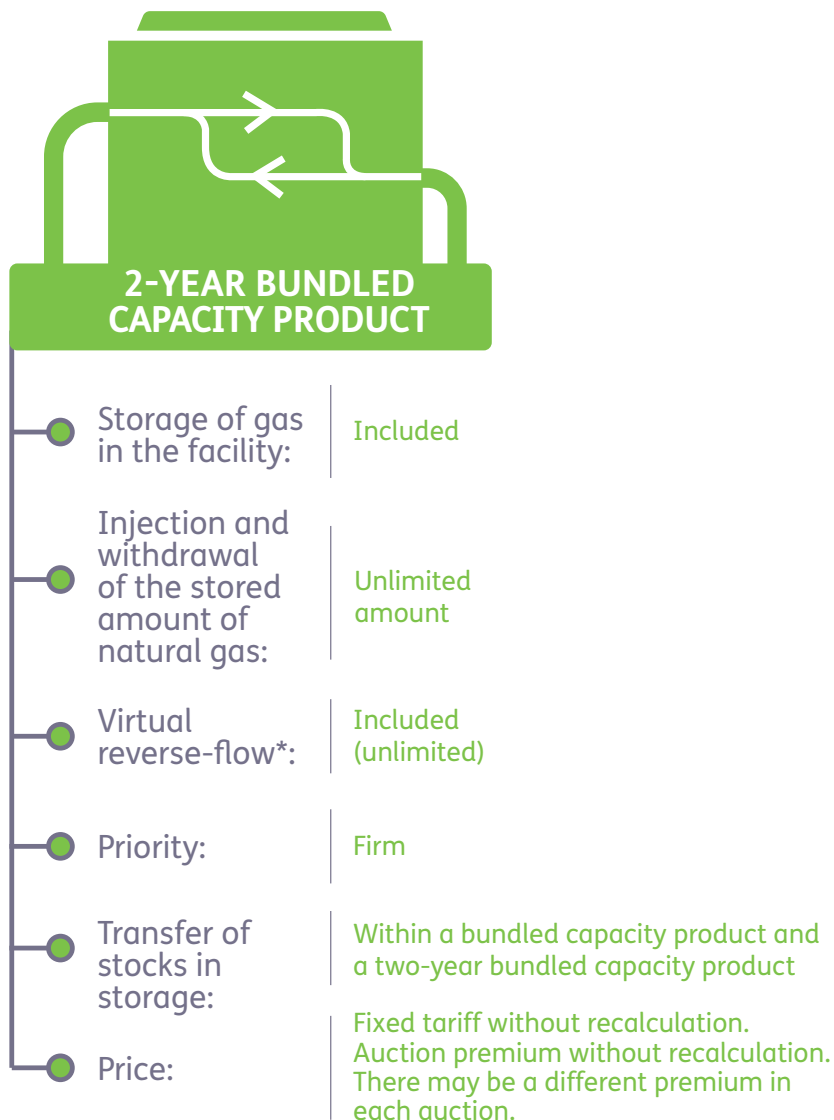 2-YEAR BUNDLED
CAPACITY PRODUCT
Storage of gas
in the facility:
Included
Injection and
withdrawal
of the stored
amount of
natural gas:
Unlimited
amount
Virtual
reverse-flow*:
Included
(unlimited)
Priority:
Firm
Transfer of
stocks in
storage:
Within a bundled capacity product and
a two-year bundled capacity product
Price:
Fixed tariff without recalculation.
Auction premium without recalculation.
There may be a different premium in
each auction.